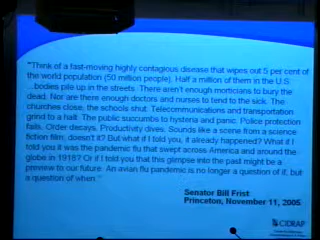 "Think of a fast-moving highly contagious disease that wipes out 5 per cent of
the world population (50 million people). Half a million of them in the U.S.
...bodies pile up in the streets. There aren't enough morticians to bury the
dead. Nor are there enough doctors and nurses to tend to the sick. The
churches close, the schools shut. Telecommunications and transportation
grind to a halt. The public succumbs to hysteria and panic. Police protection
fails. Order decays. Productivity dives. Sounds like a scene from a science
fiction film, doesn't it? But what if I told you, it already happened? What if I
told you it was the pandemic flu that swept across America and around the
globe in 1918? Or if I told you that this glimpse into the past might be a
preview to our future. An avian flu pandemic is no longer a question of if, but
a question of when."
Senator Bill Frist
Princeton, November 11, 2005
CIDRAP